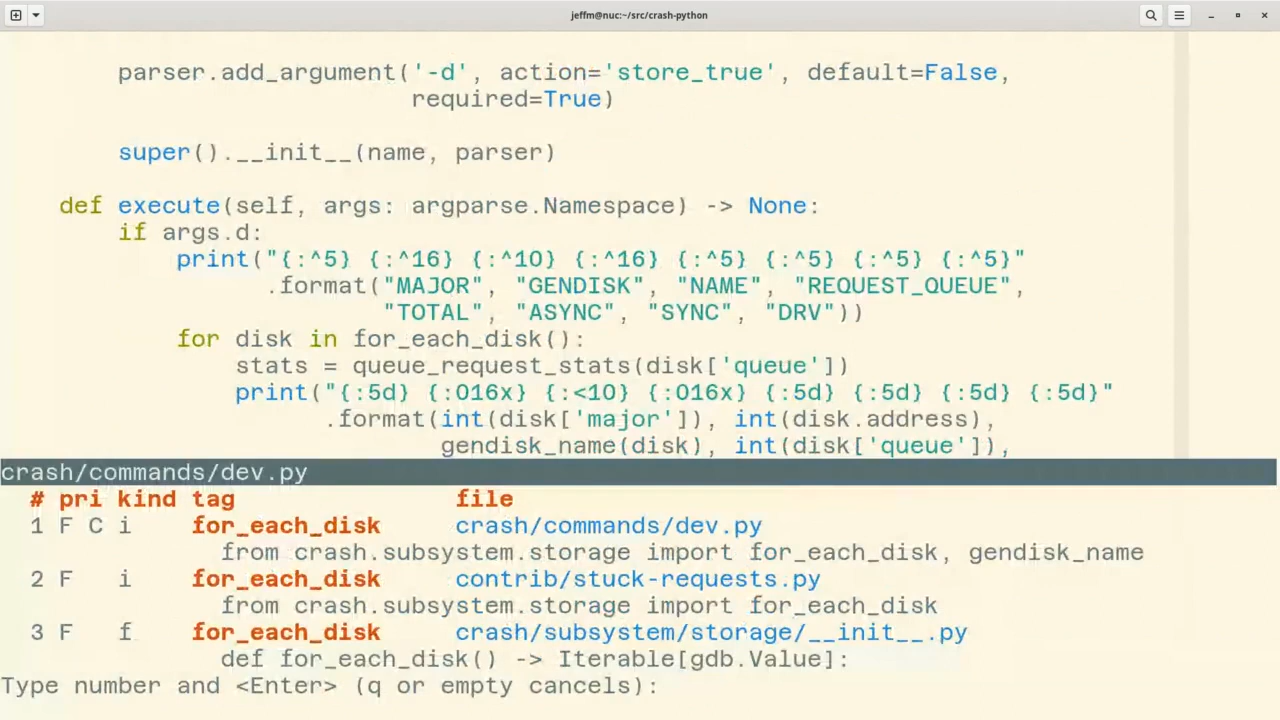 jeffm@nuc:~/src/crash-python
parser.add_argument('-d', action='store_true', default=False,
required=True)
super().__init__(name, parser)
def execute(self, args: argparse.Namespace) -> None:
if args.d:
print("{:^5} {:^16} {:^10} {:^16} {:^5} {:^5} {:^5} {:^5}"
.format("MAJOR", "GENDISK", "NAME", "REQUEST_QUEUE",
"TOTAL", "ASYNC", "SYNC", "DRV"))
for disk in for_each_disk():
stats = queue_request_stats(disk['queue'])
print("{:5d} {:016x} {:<10} {:016x} {:5d} {:5d} {:5d} {:5d}"
.format(int(disk['major']), int(disk.address),
gendisk_name(disk), int(disk['queue']),
crash/commands/dev.py
# pri kind tag file
1 F C i for_each_disk crash/commands/dev.py
from crash.subsystem.storage import for_each_disk, gendisk_name
2 F i for_each_disk contrib/stuck-requests.py
from crash.subsystem.storage import for_each_disk
3 F f for_each_disk crash/subsystem/storage/__init__.py
def for_each_disk() -> Iterable[gdb.Value]:
Type number and <Enter> (q or empty cancels):